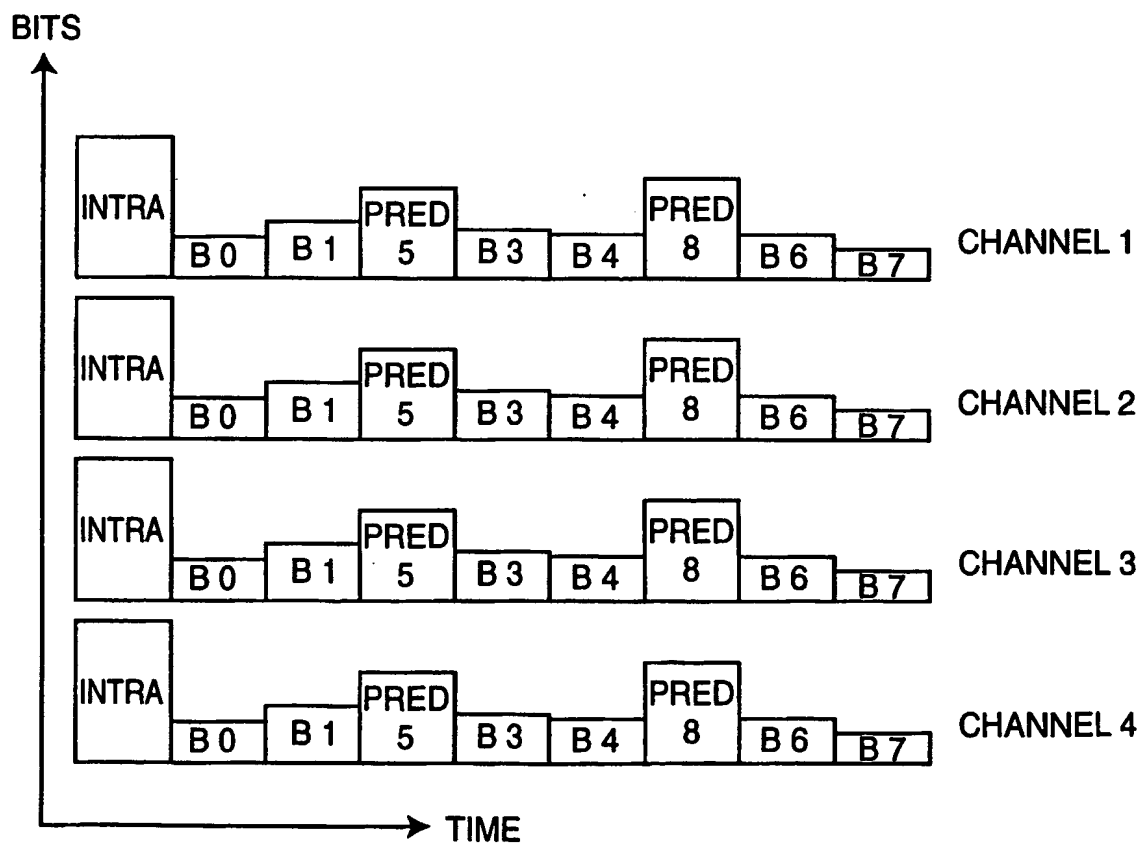 BITS
INTRA
B 0
B 1
PRED
5
B 3
B 4
PRED
8
B 6
B 7
CHANNEL 1
INTRA
B 0
B 1
PRED
5
B 3
B 4
PRED
8
B 6
B 7
CHANNEL 2
INTRA
B 0
B 1
PRED
5
B 3
B 4
PRED
8
B 6
B 7
CHANNEL 3
INTRA
B 0
B 1
PRED
5
B 3
B 4
PRED
8
B 6
B 7
CHANNEL 4
TIME